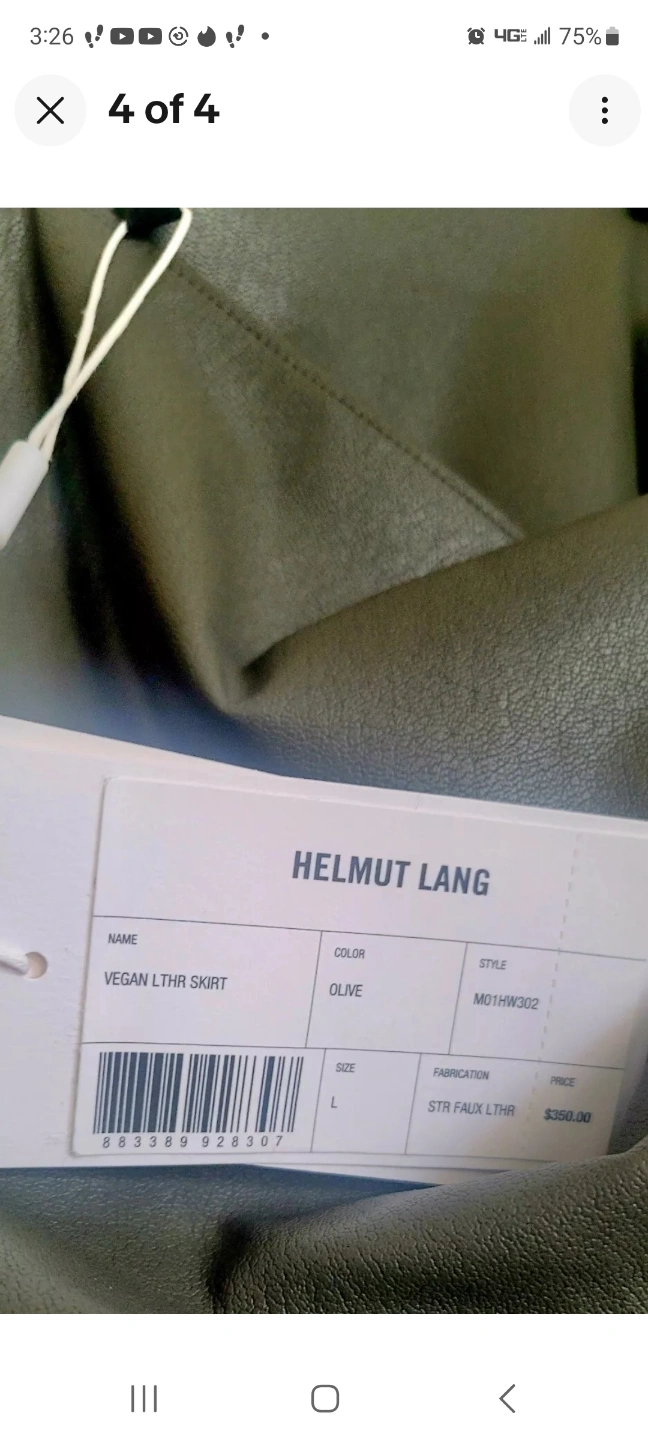 3:26
4G LTE 75%
4 of 4
HELMUT LANG
NAME
VEGAN LTHR SKIRT
COLOR
OLIVE
STYLE
M01HW302
883389 928307
SIZE
L
FABRICATION
STR FAUX LTHR
PRICE
$350.00